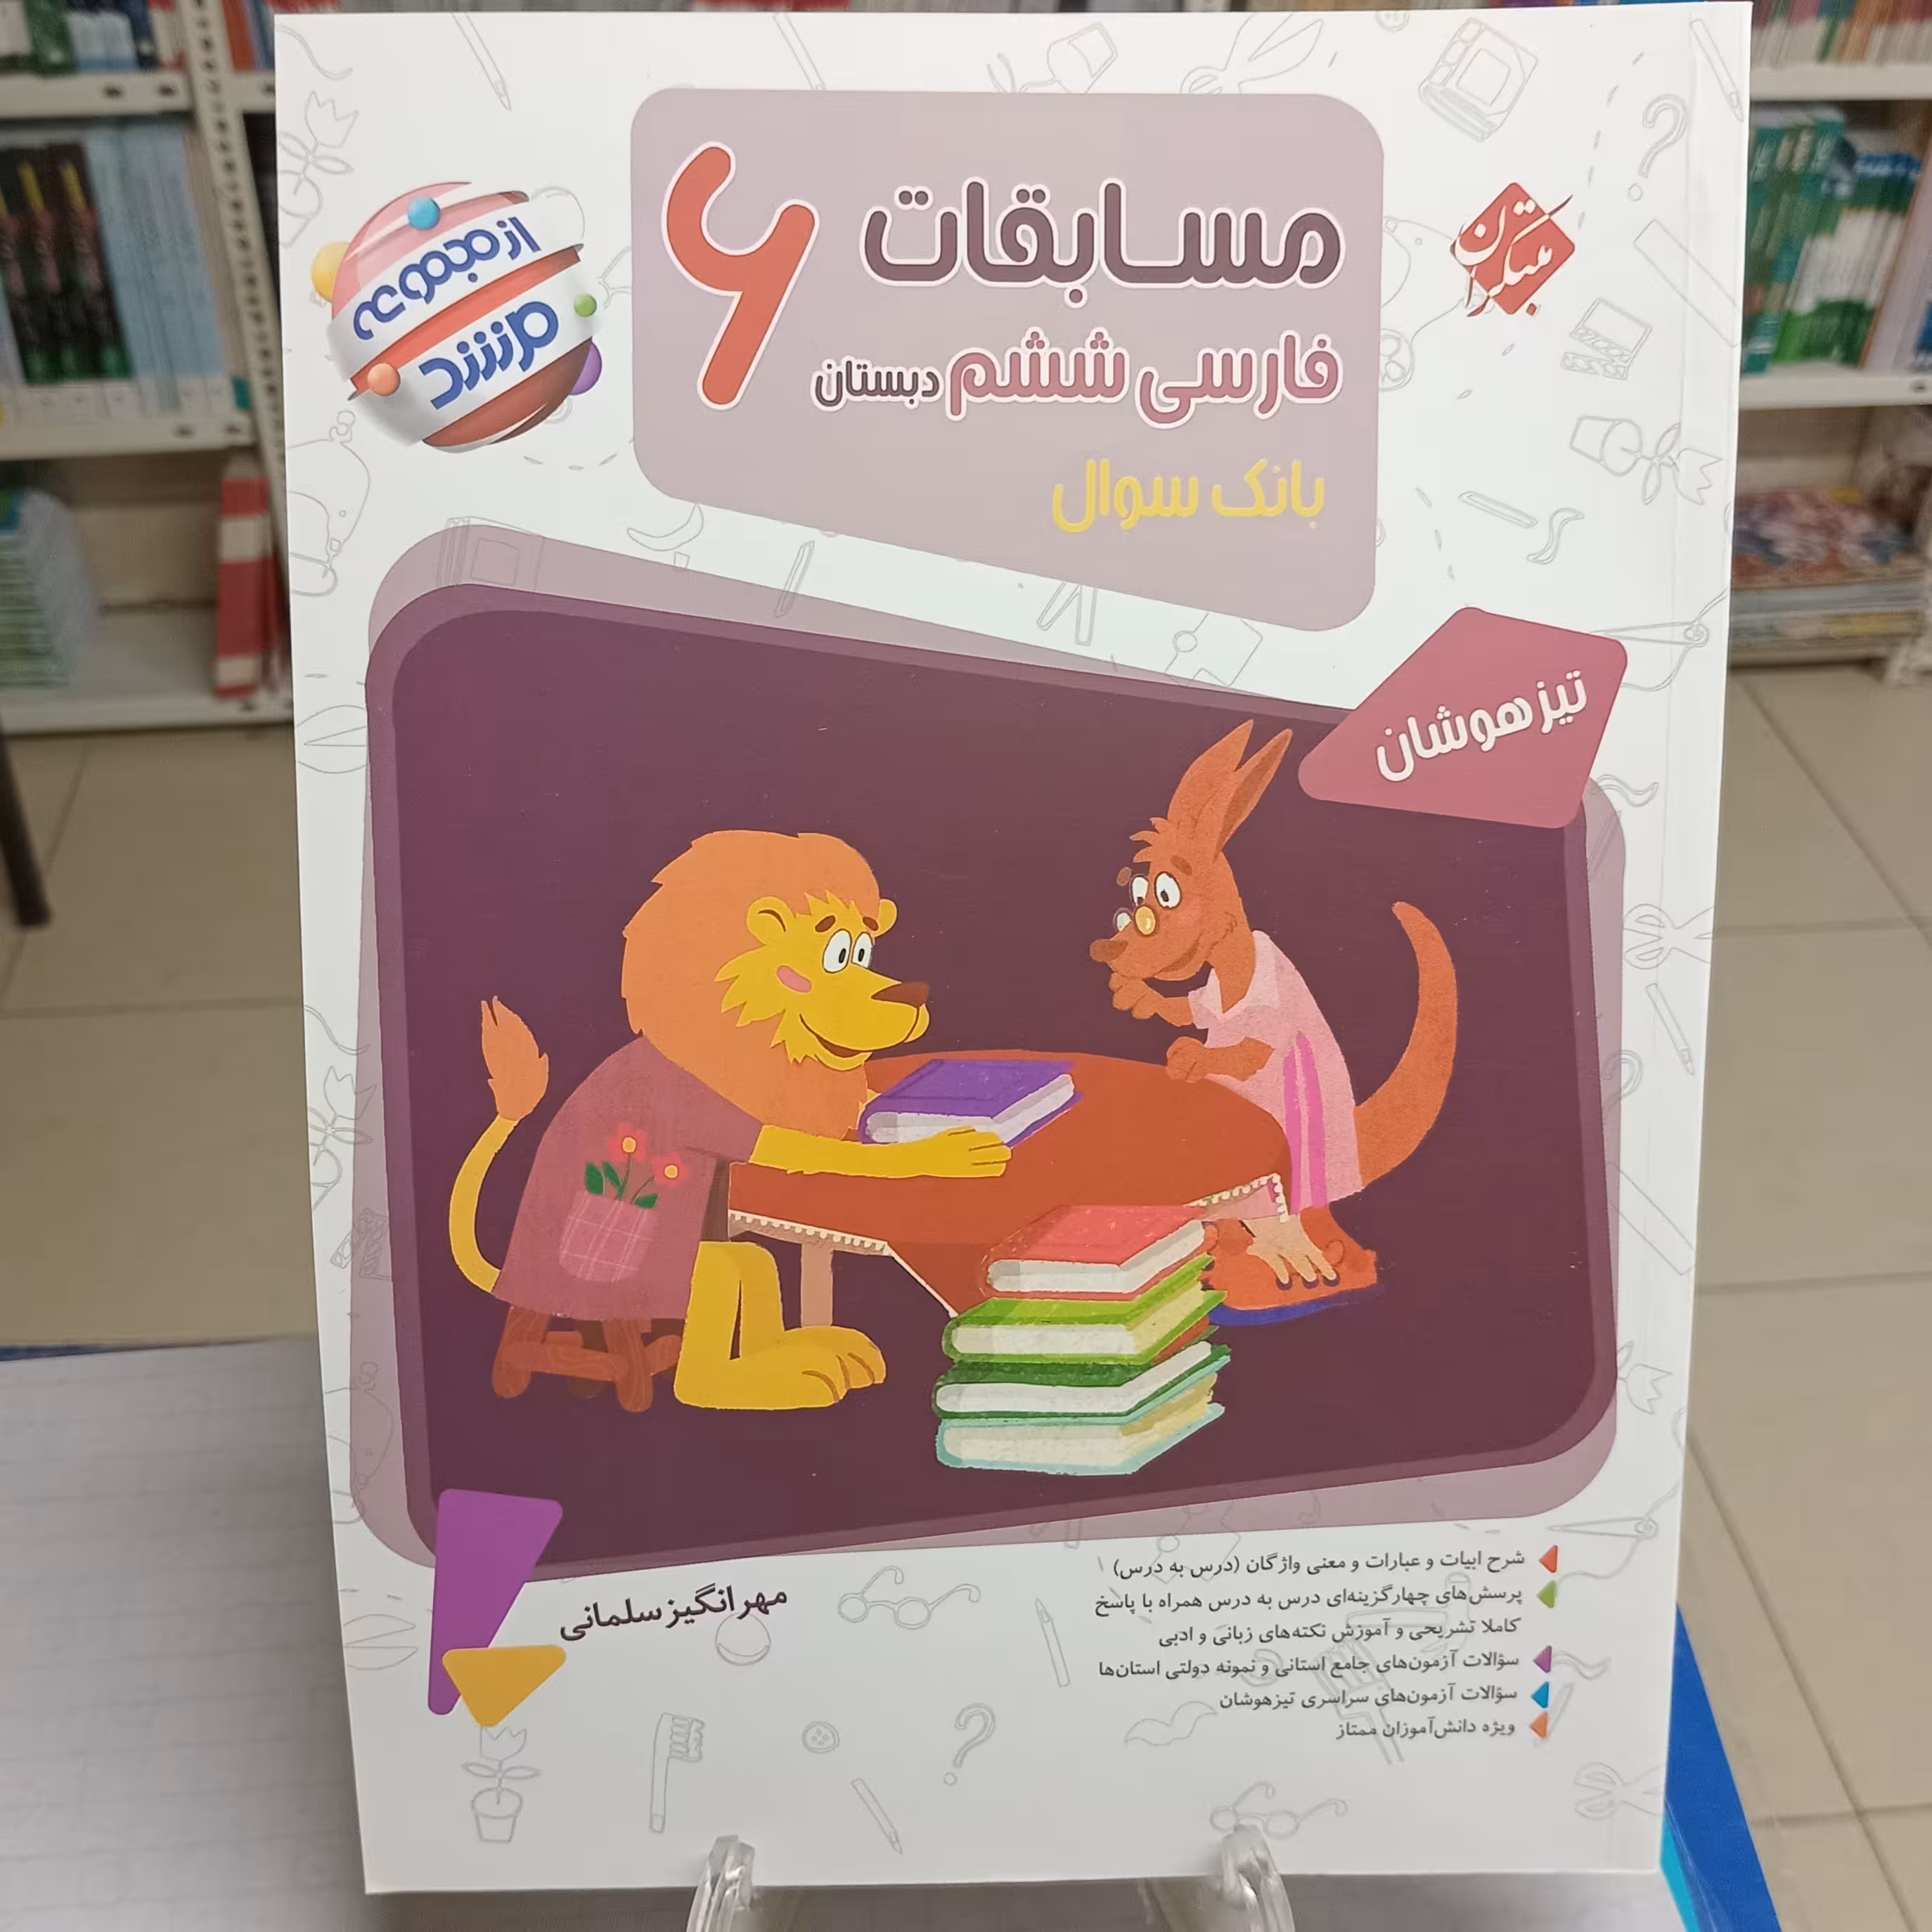 مسابقات
۶
فارسی ششم دبستان
بانک سوال
مبتکران
از مجموعه
مرشد
تیزهوشان
شرح ابیات و عبارات و معنی واژگان (درس به درس)
پرسش‌های چهارگزینه‌ای درس به درس همراه با پاسخ
کاملا تشریحی و آموزش نکته‌های زبانی و ادبی
سؤالات آزمون‌های جامع استانی و نمونه دولتی استان‌ها
سؤالات آزمون‌های سراسری تیزهوشان
ویژه دانش‌آموزان ممتاز
مهرانگیز سلمانی